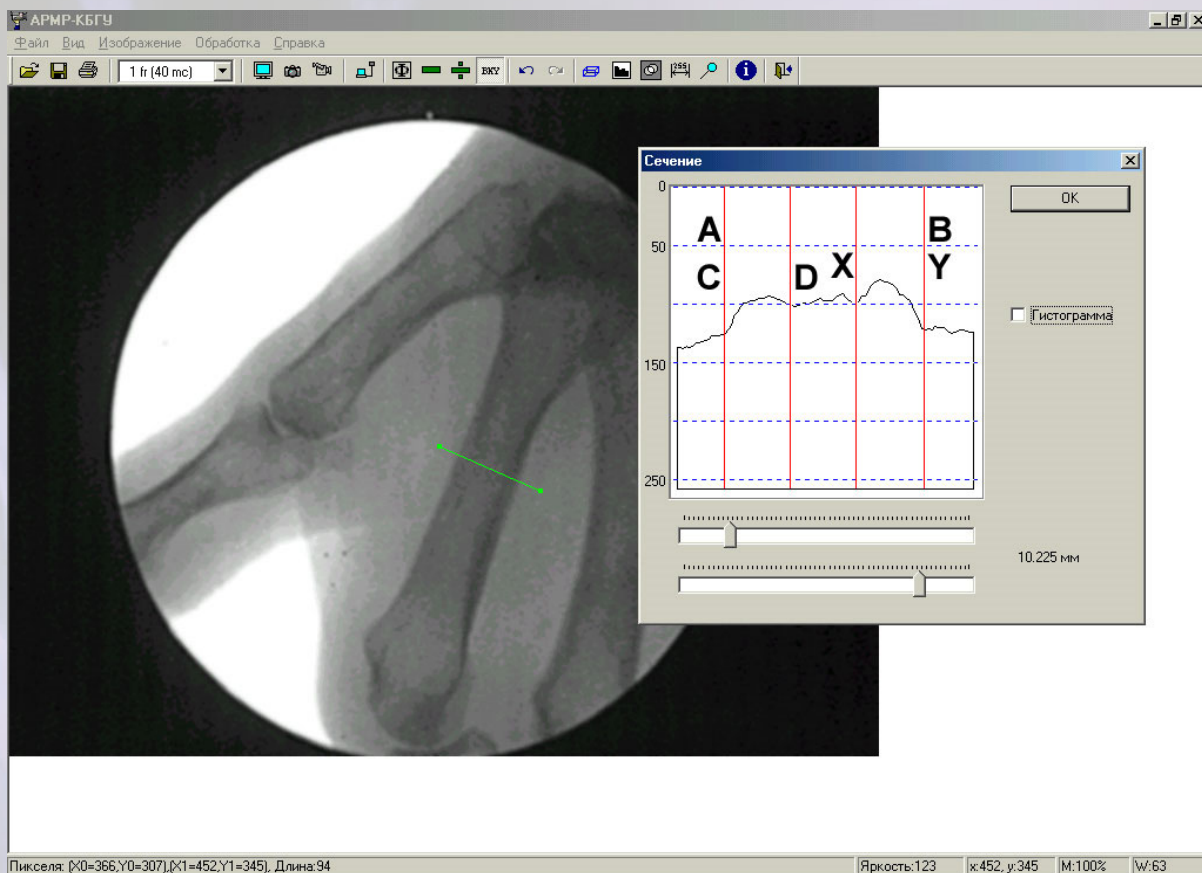 АРМР-КБГУ
Файл Вид Изображение Обработка Справка
1 fr (40 mc) ВКУ 255
Сечение
0
50
150
250
A B
C D X Y
OK
Гистограмма
10.225 мм
Пикселя: (X0=366,Y0=307),(X1=452,Y1=345), Длина:94 Яркость:123 x:452, y:345 М:100% W:63